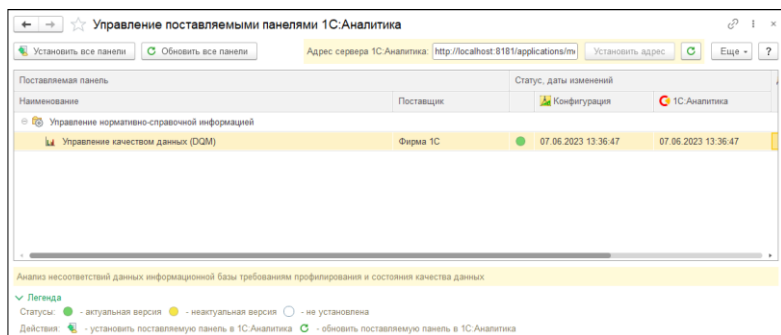 Управление поставляемыми панелями 1С:Аналитика
Установить все панели Обновить все панели Адрес сервера 1С:Аналитика: http://localhost:8181/applications/m Установить адрес Еще ?
Поставляемая панель Статус, даты изменений
Наименование Поставщик Конфигурация 1С:Аналитика
Управление нормативно-справочной информацией
Управление качеством данных (DQM) Фирма 1С 07.06.2023 13:36:47 07.06.2023 13:36:47
Анализ несоответствий данных информационной базы требованиям профилирования и состояния качества данных
Легенда
Статусы: - актуальная версия - неактуальная версия - не установлена
Действия: - установить поставляемую панель в 1С:Аналитика - обновить поставляемую панель в 1С:Аналитика